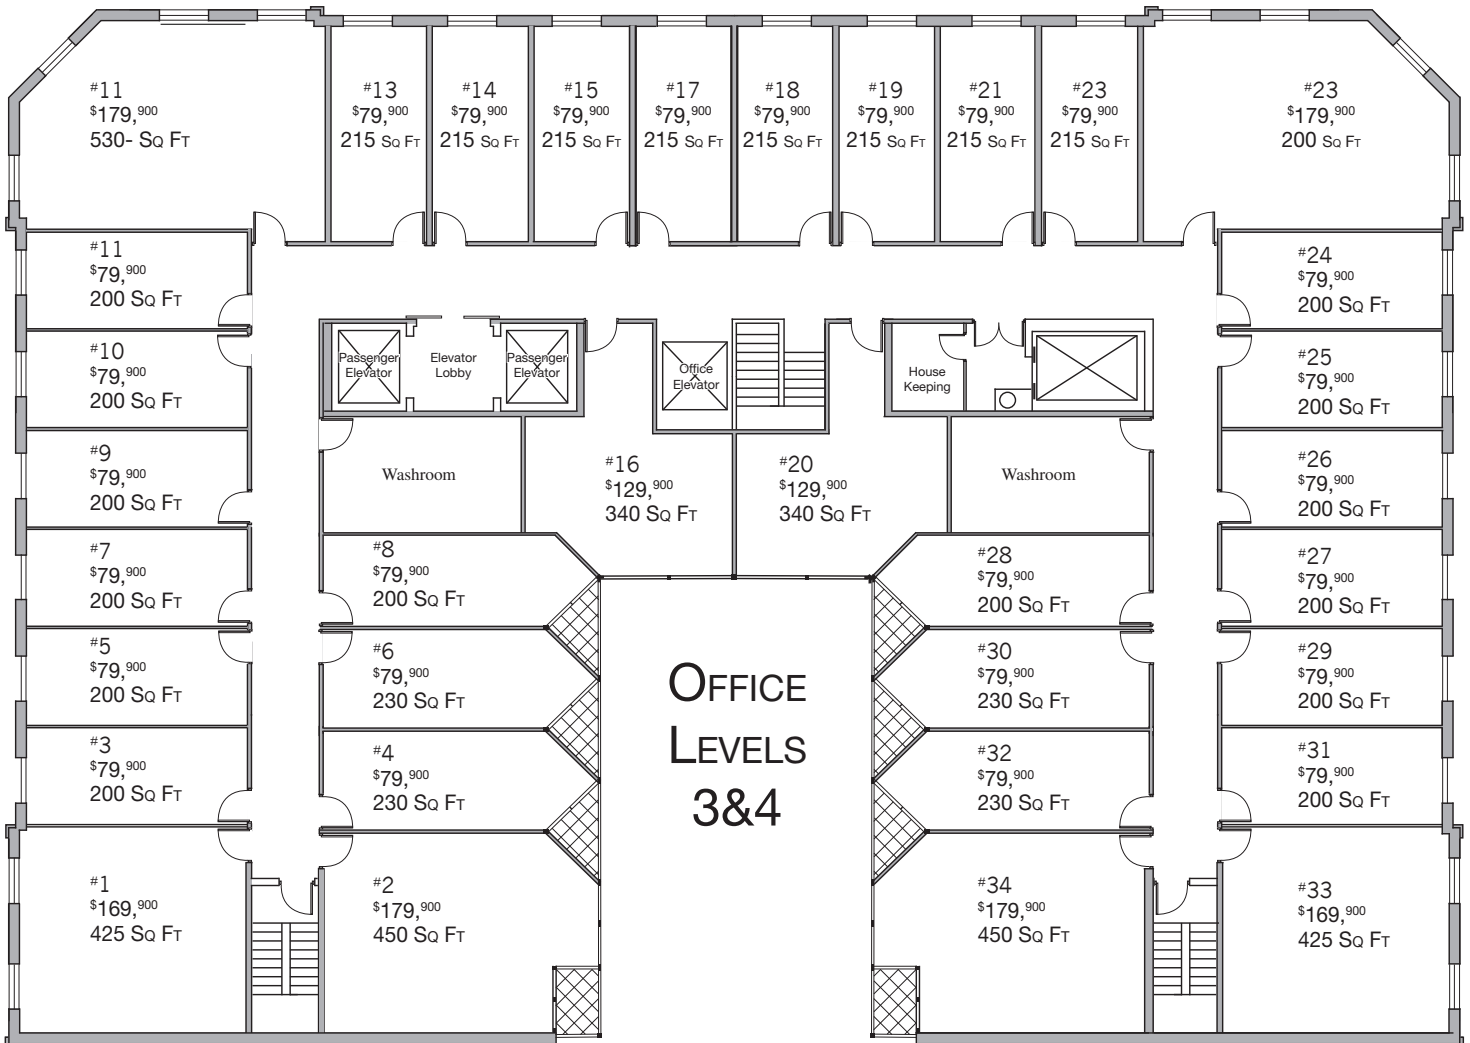 #11
$179,900
530- SQ FT
#13
$79,900
215 SQ FT
#14
$79,900
215 SQ FT
#15
$79,900
215 SQ FT
#17
$79,900
215 SQ FT
#18
$79,900
215 SQ FT
#19
$79,900
215 SQ FT
#21
$79,900
215 SQ FT
#23
$79,900
215 SQ FT
#23
$179,900
200 SQ FT
#11
$79,900
200 SQ FT
#10
$79,900
200 SQ FT
#9
$79,900
200 SQ FT
#7
$79,900
200 SQ FT
#5
$79,900
200 SQ FT
#3
$79,900
200 SQ FT
#1
$169,900
425 SQ FT
Passenger
Elevator
Elevator
Lobby
Passenger
Elevator
Office
Elevator
House
Keeping
Washroom
#16
$129,900
340 SQ FT
#20
$129,900
340 SQ FT
Washroom
#8
$79,900
200 SQ FT
#6
$79,900
230 SQ FT
#4
$79,900
230 SQ FT
#2
$179,900
450 SQ FT
OFFICE
LEVELS
3&4
#28
$79,900
200 SQ FT
#30
$79,900
230 SQ FT
#32
$79,900
230 SQ FT
#34
$179,900
450 SQ FT
#24
$79,900
200 SQ FT
#25
$79,900
200 SQ FT
#26
$79,900
200 SQ FT
#27
$79,900
200 SQ FT
#29
$79,900
200 SQ FT
#31
$79,900
200 SQ FT
#33
$169,900
425 SQ FT